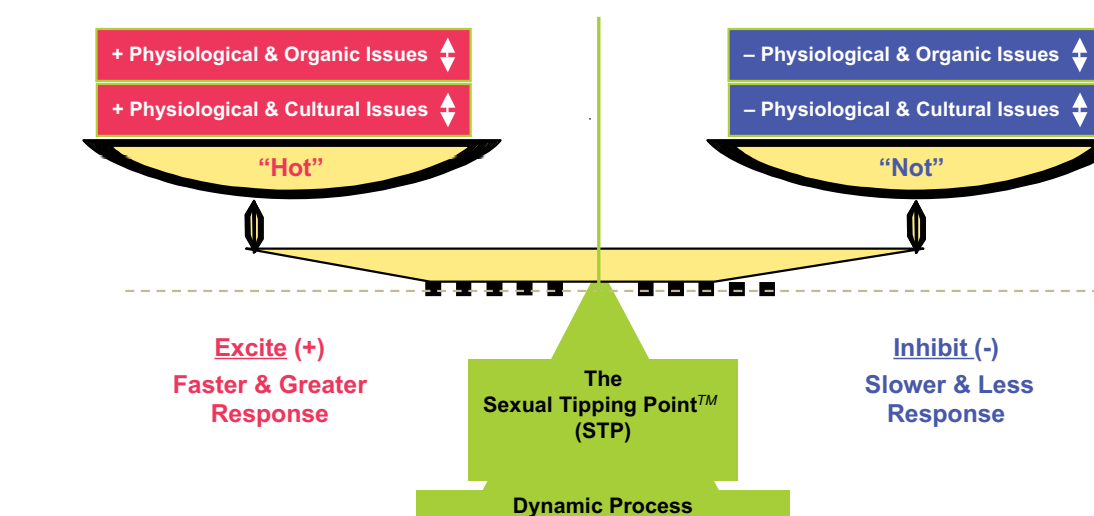 + Physiological & Organic Issues
+ Physiological & Cultural Issues
"Hot"
– Physiological & Organic Issues
– Physiological & Cultural Issues
"Not"
Excite (+)
Faster & Greater
Response
The
Sexual Tipping Point™
(STP)
Dynamic Process
Inhibit (-)
Slower & Less
Response